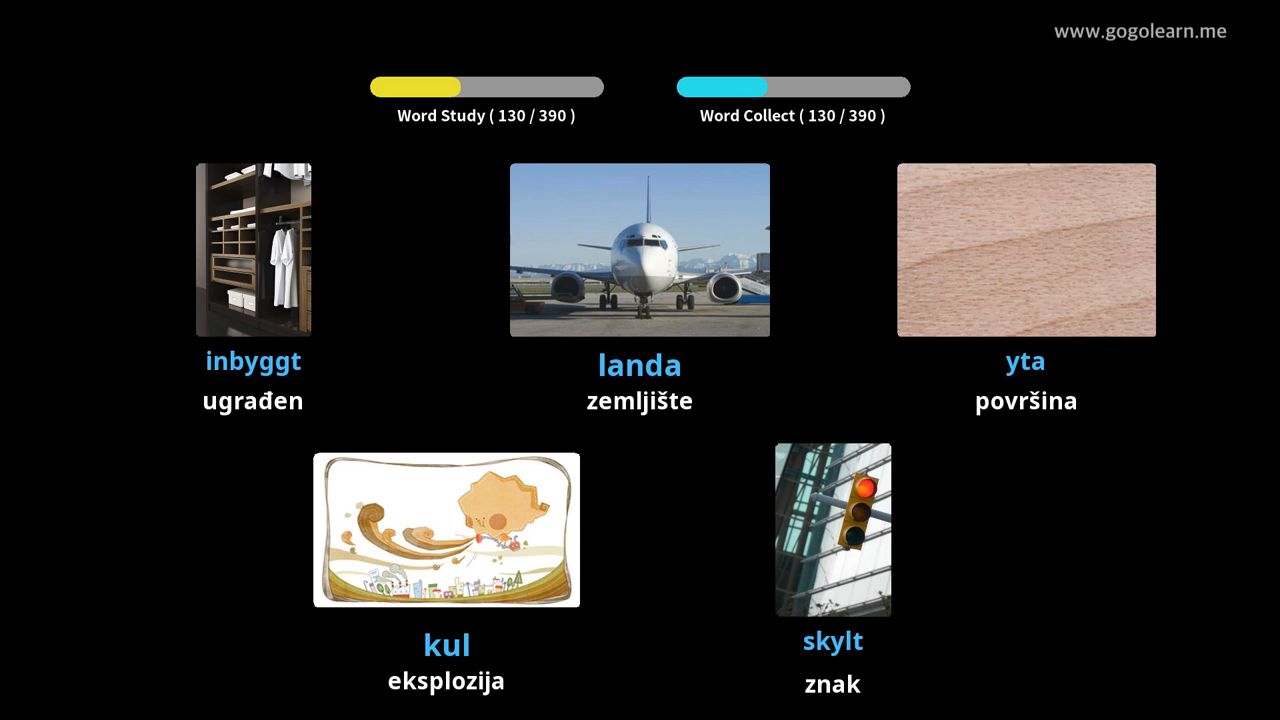 www.gogolearn.me
Word Study ( 130 / 390 )
Word Collect ( 130 / 390 )
inbyggt
ugrađen
landa
zemljište
yta
površina
kul
eksplozija
skylt
znak